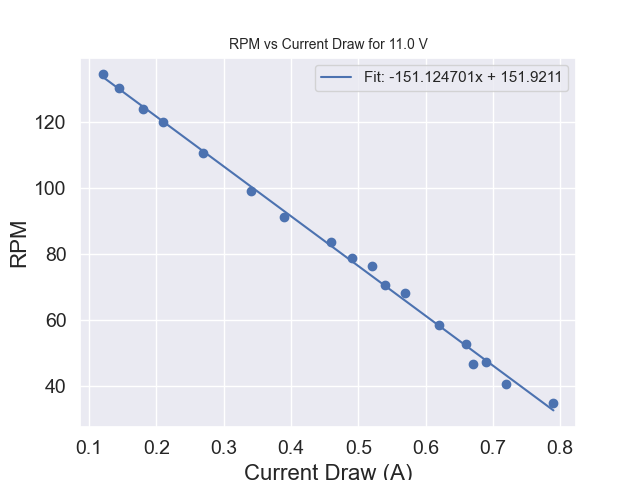 RPM vs Current Draw for 11.0 V
Fit: -151.124701x + 151.9211
120
100
80
60
40
RPM
0.1 0.2 0.3 0.4 0.5 0.6 0.7 0.8
Current Draw (A)